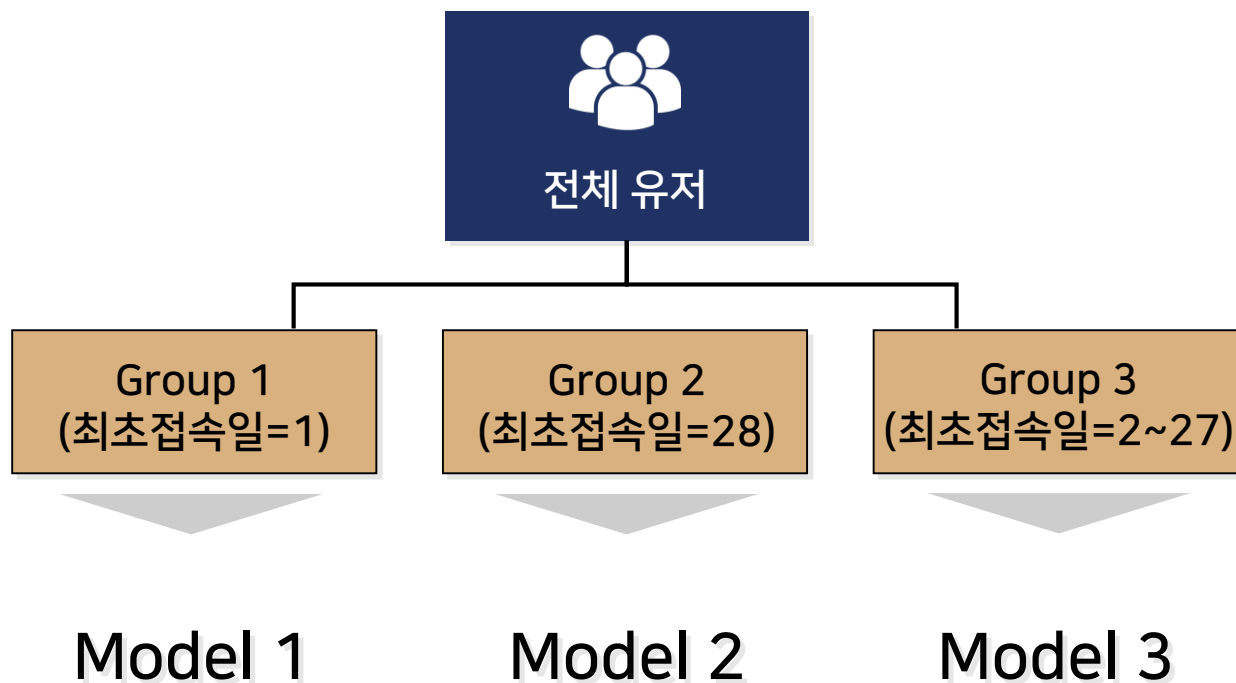 전체 유저
Group 1
(최초접속일=1)
Group 2
(최초접속일=28)
Group 3
(최초접속일=2~27)
Model 1
Model 2
Model 3